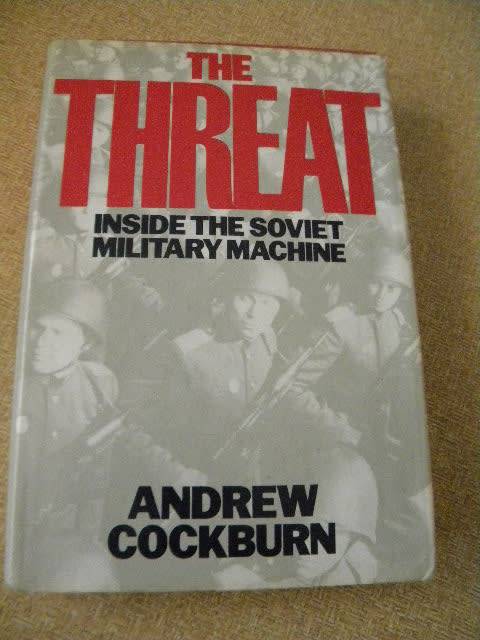 THE
THREAT
INSIDE THE SOVIET
MILITARY MACHINE
ANDREW
COCKBURN